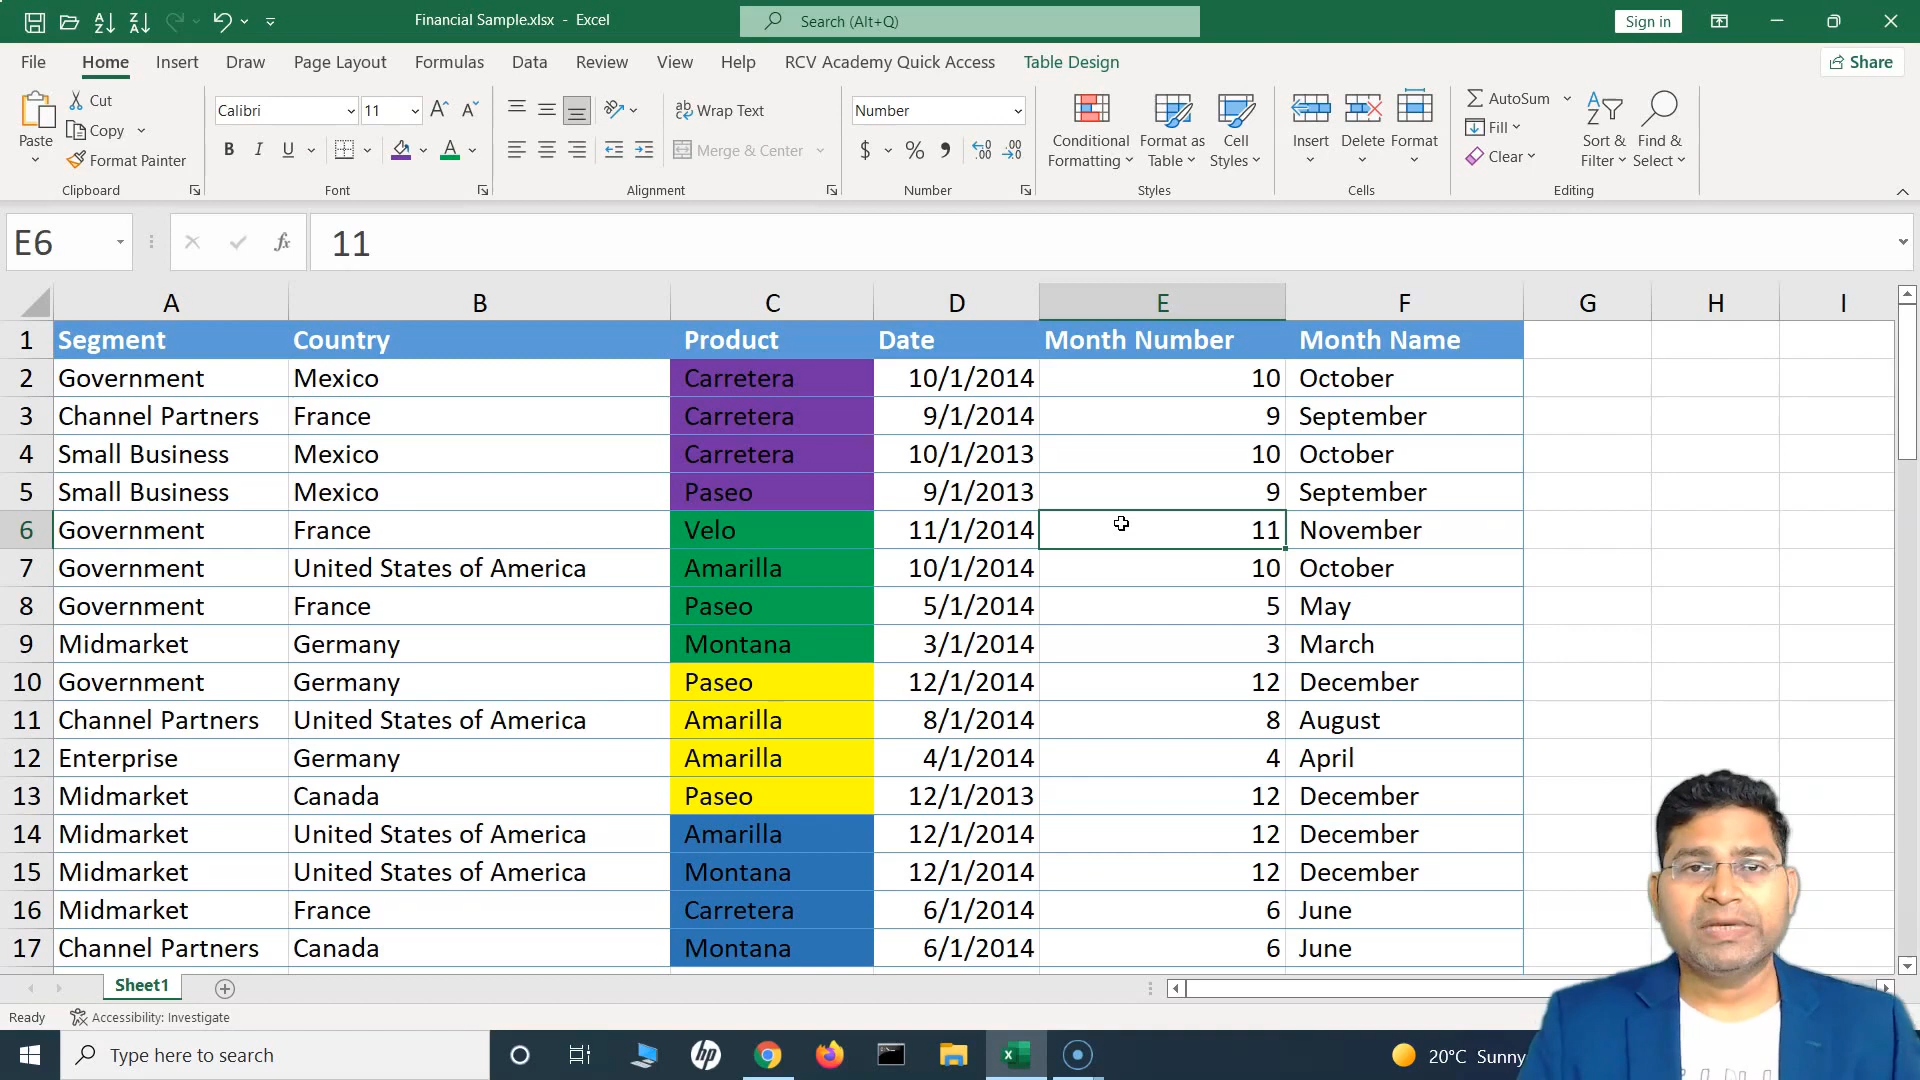 Financial Sample.xlsx - Excel
Search (Alt+Q)
Sign in
File Home Insert Draw Page Layout Formulas Data Review View Help RCV Academy Quick Access Table Design Share
Paste
Cut
Copy
Format Painter
Clipboard
Calibri 11
B I U
Font
Wrap Text
Merge & Center
Alignment
Number
$ % ,
Number
Conditional Formatting
Format as Table
Cell Styles
Styles
Insert Delete Format
Cells
AutoSum
Fill
Clear
Sort & Filter
Find & Select
Editing
E6 fx 11
A B C D E F G H I
1 Segment Country Product Date Month Number Month Name
2 Government Mexico Carretera 10/1/2014 10 October
3 Channel Partners France Carretera 9/1/2014 9 September
4 Small Business Mexico Carretera 10/1/2013 10 October
5 Small Business Mexico Paseo 9/1/2013 9 September
6 Government France Velo 11/1/2014 11 November
7 Government United States of America Amarilla 10/1/2014 10 October
8 Government France Paseo 5/1/2014 5 May
9 Midmarket Germany Montana 3/1/2014 3 March
10 Government Germany Paseo 12/1/2014 12 December
11 Channel Partners United States of America Amarilla 8/1/2014 8 August
12 Enterprise Germany Amarilla 4/1/2014 4 April
13 Midmarket Canada Paseo 12/1/2013 12 December
14 Midmarket United States of America Amarilla 12/1/2014 12 December
15 Midmarket United States of America Montana 12/1/2014 12 December
16 Midmarket France Carretera 6/1/2014 6 June
17 Channel Partners Canada Montana 6/1/2014 6 June
Sheet1
Ready Accessibility: Investigate
Type here to search
hp
20°C Sunny